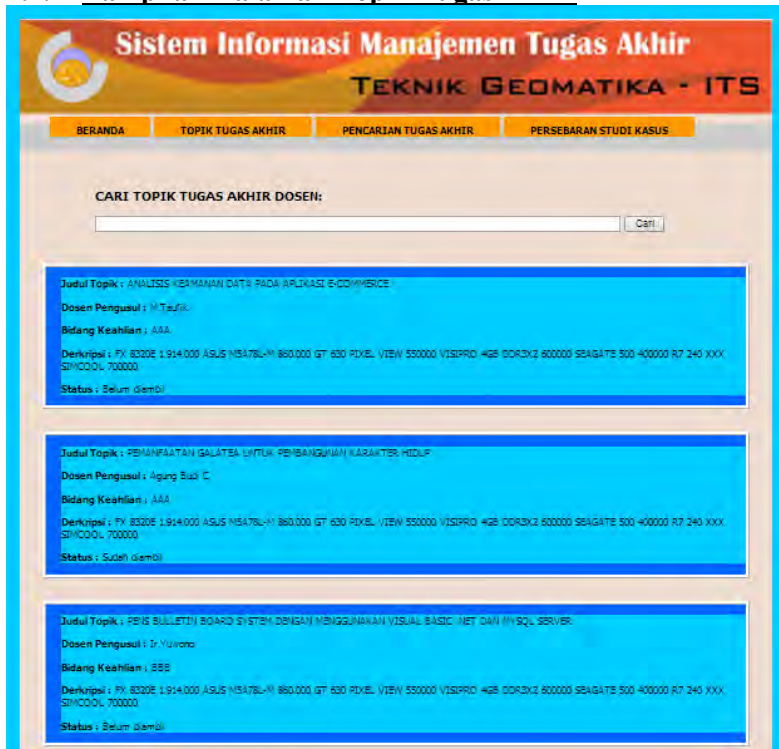 Sistem Informasi Manajemen Tugas Akhir
TEKNIK GEOMATIKA - ITS
BERANDA TOPIK TUGAS AKHIR PENCARIAN TUGAS AKHIR PERSEBARAN STUDI KASUS
CARI TOPIK TUGAS AKHIR DOSEN:
Cari
Judul Topik : ANALISIS KEAMANAN DATA PADA APLIKASI E-COMMERCE
Dosen Pengusul : M.Taufik
Bidang Keahlian : AAA
Derkripsi : FX 8320E 1.914.000 ASUS M5A78L-M 860.000 GT 630 PIXEL VIEW 550000 VISIPRO 4GB DDR3X2 600000 SEAGATE 500 400000 R7 240 XXX
SIMCOOL 700000
Status : Belum diambil
Judul Topik : PEMANFAATAN GALATEA UNTUK PEMBANGUNAN KARAKTER HIDUP
Dosen Pengusul : Agung Budi C
Bidang Keahlian : AAA
Derkripsi : FX 8320E 1.914.000 ASUS M5A78L-M 860.000 GT 630 PIXEL VIEW 550000 VISIPRO 4GB DDR3X2 600000 SEAGATE 500 400000 R7 240 XXX
SIMCOOL 700000
Status : Sudah diambil
Judul Topik : PENS BULLETIN BOARD SYSTEM DENGAN MENGGUNAKAN VISUAL BASIC .NET DAN MYSQL SERVER
Dosen Pengusul : Ir.Yuwono
Bidang Keahlian : BBB
Derkripsi : FX 8320E 1.914.000 ASUS M5A78L-M 860.000 GT 630 PIXEL VIEW 550000 VISIPRO 4GB DDR3X2 600000 SEAGATE 500 400000 R7 240 XXX
SIMCOOL 700000
Status : Belum diambil